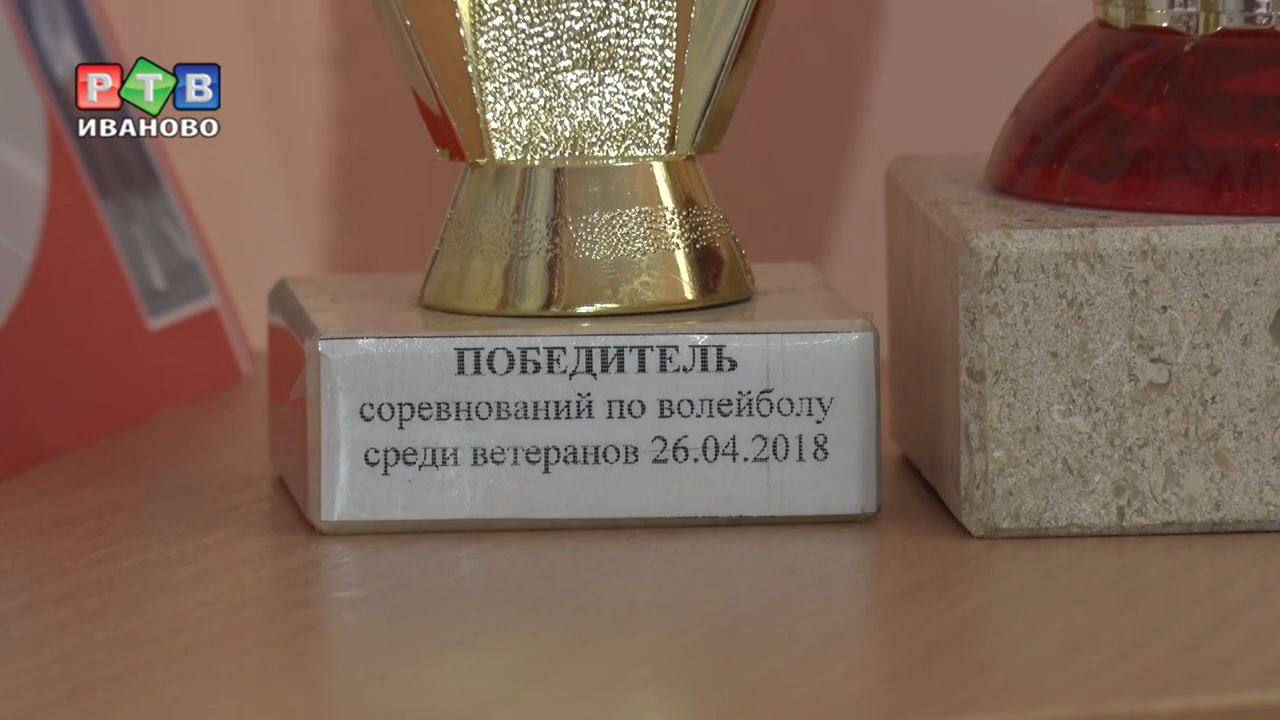 РТВ
ИВАНОВО
ПОБЕДИТЕЛЬ
соревнований по волейболу
среди ветеранов 26.04.2018